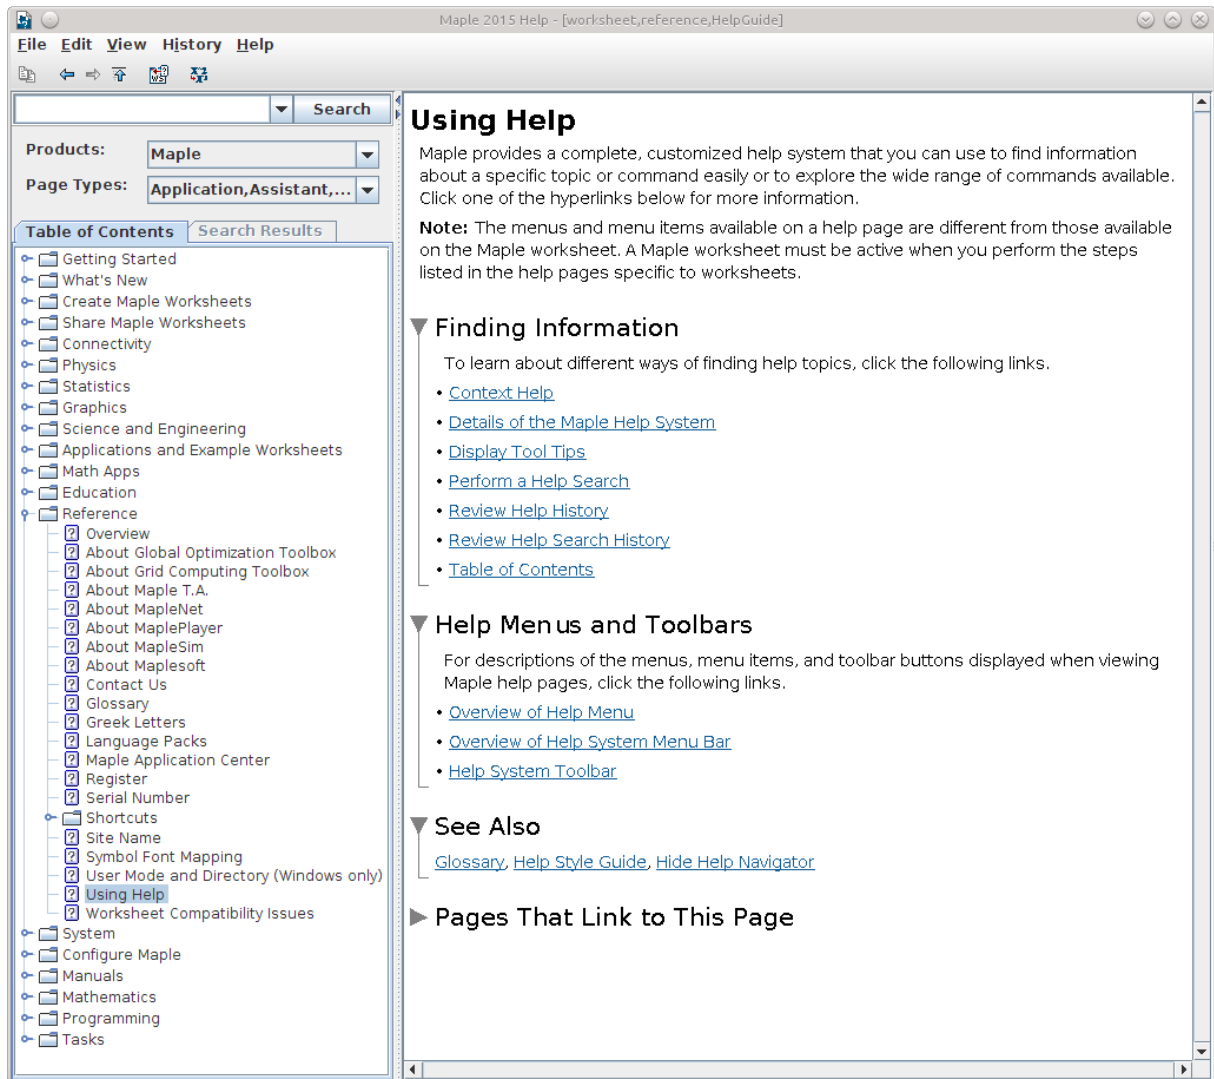 Maple 2015 Help - [worksheet,reference,HelpGuide]
File Edit View History Help
Search
Products: Maple
Page Types: Application,Assistant,...
Table of Contents Search Results
Getting Started
What's New
Create Maple Worksheets
Share Maple Worksheets
Connectivity
Physics
Statistics
Graphics
Science and Engineering
Applications and Example Worksheets
Math Apps
Education
Reference
Overview
About Global Optimization Toolbox
About Grid Computing Toolbox
About Maple T.A.
About MapleNet
About MaplePlayer
About MapleSim
About Maplesoft
Contact Us
Glossary
Greek Letters
Language Packs
Maple Application Center
Register
Serial Number
Shortcuts
Site Name
Symbol Font Mapping
User Mode and Directory (Windows only)
Using Help
Worksheet Compatibility Issues
System
Configure Maple
Manuals
Mathematics
Programming
Tasks
Using Help
Maple provides a complete, customized help system that you can use to find information
about a specific topic or command easily or to explore the wide range of commands available.
Click one of the hyperlinks below for more information.
Note: The menus and menu items available on a help page are different from those available
on the Maple worksheet. A Maple worksheet must be active when you perform the steps
listed in the help pages specific to worksheets.
Finding Information
To learn about different ways of finding help topics, click the following links.
• Context Help
• Details of the Maple Help System
• Display Tool Tips
• Perform a Help Search
• Review Help History
• Review Help Search History
• Table of Contents
Help Menus and Toolbars
For descriptions of the menus, menu items, and toolbar buttons displayed when viewing
Maple help pages, click the following links.
• Overview of Help Menu
• Overview of Help System Menu Bar
• Help System Toolbar
See Also
Glossary, Help Style Guide, Hide Help Navigator
Pages That Link to This Page